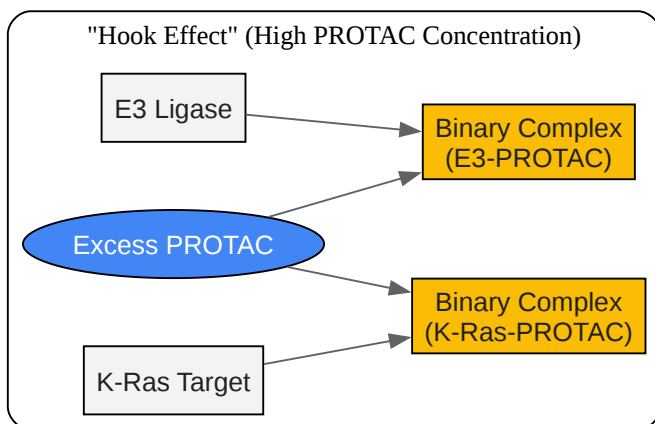 "Hook Effect" (High PROTAC Concentration)
E3 Ligase
Binary Complex
(E3-PROTAC)
Excess PROTAC
Binary Complex
(K-Ras-PROTAC)
K-Ras Target